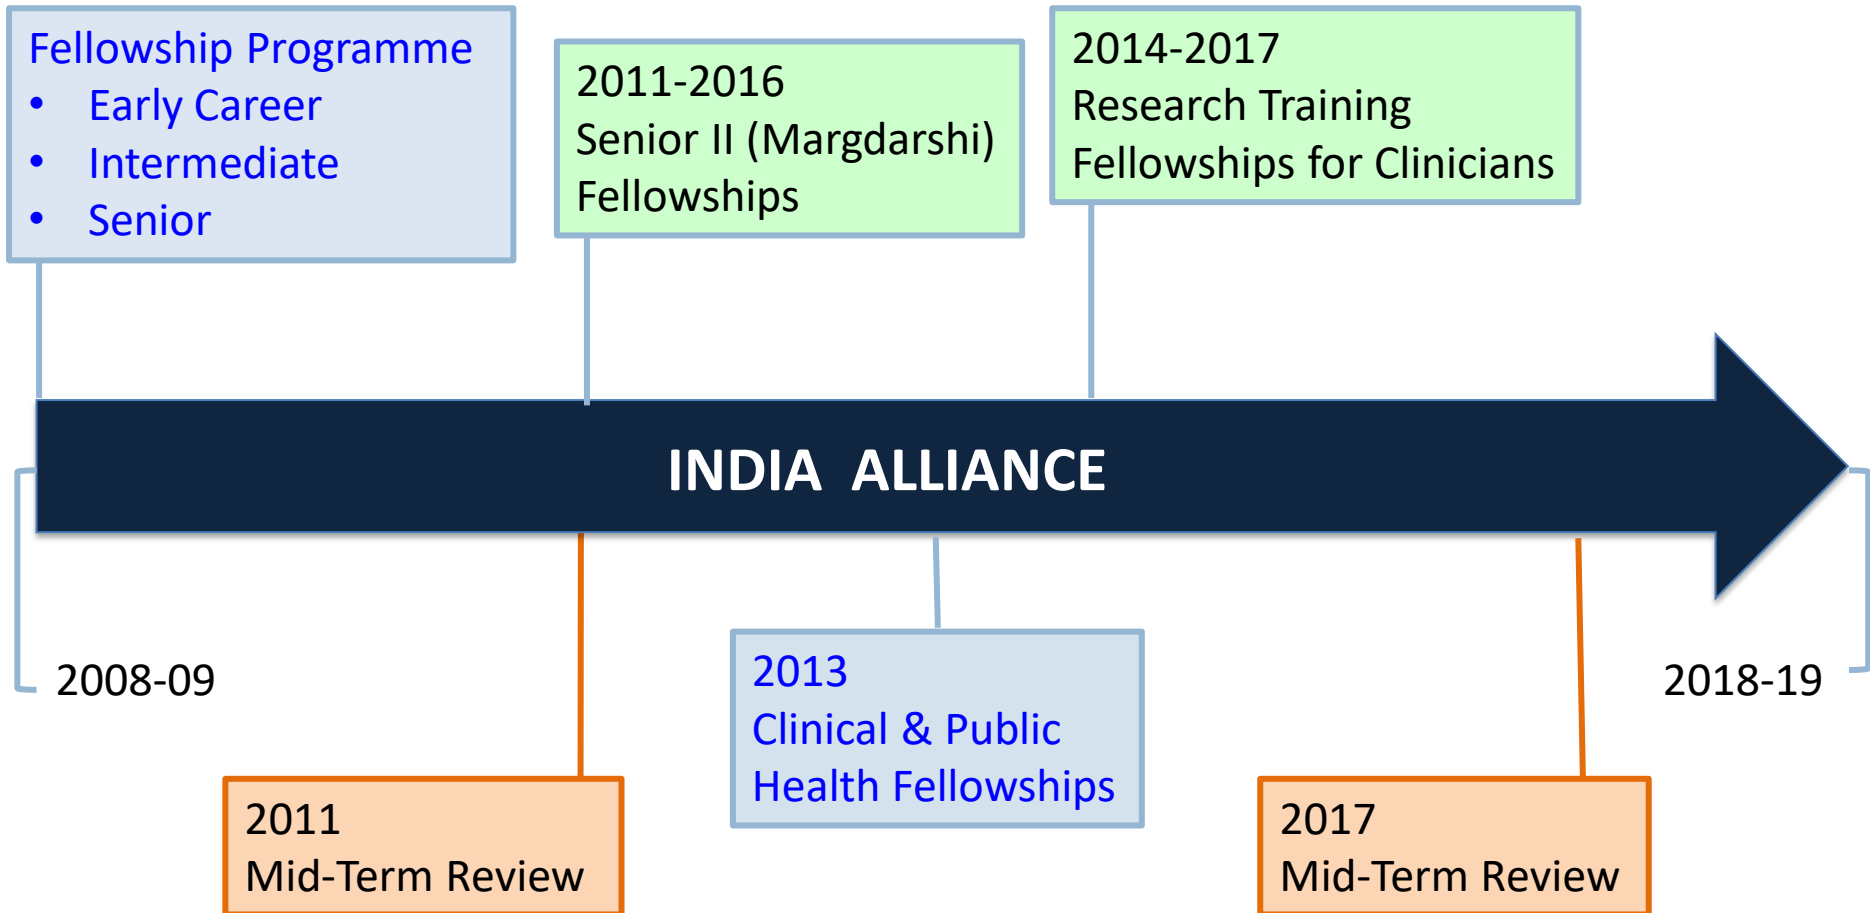 Fellowship Programme
• Early Career
• Intermediate
• Senior
2011-2016
Senior II (Margdarshi)
Fellowships
2014-2017
Research Training
Fellowships for Clinicians
INDIA ALLIANCE
2008-09
2018-19
2013
Clinical & Public
Health Fellowships
2011
Mid-Term Review
2017
Mid-Term Review